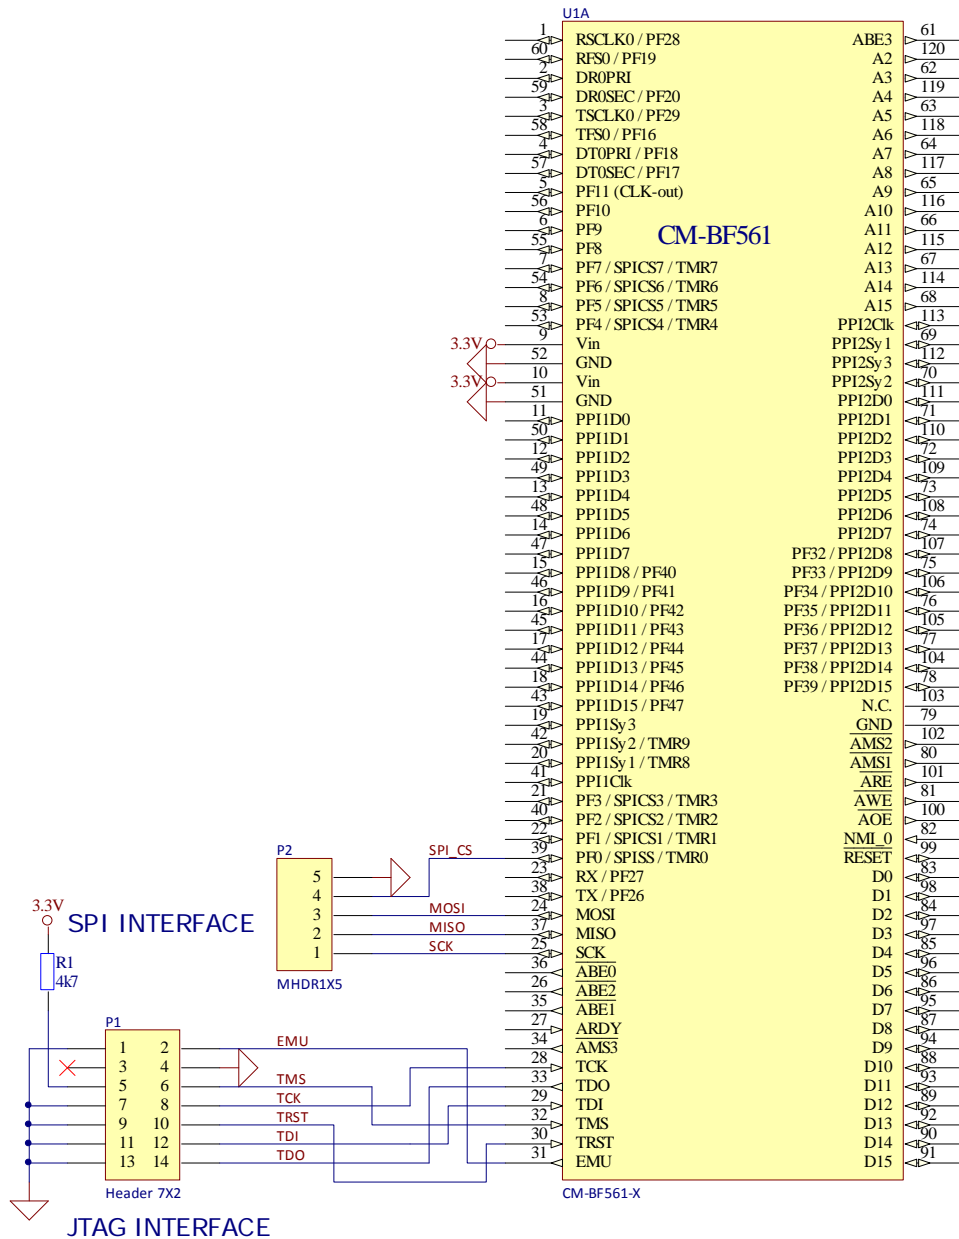 U1A
1 RSCLK0 / PF28 ABE3 61
60 RFS0 / PF19 A2 120
2 DR0PRI A3 62
59 DR0SEC / PF20 A4 119
3 TSCLK0 / PF29 A5 63
58 TFS0 / PF16 A6 118
4 DT0PRI / PF18 A7 64
57 DT0SEC / PF17 A8 117
5 PF11 (CLK-out) A9 65
56 PF10 A10 116
6 PF9 A11 66
CM-BF561
55 PF8 A12 115
7 PF7 / SPICS7 / TMR7 A13 67
54 PF6 / SPICS6 / TMR6 A14 114
8 PF5 / SPICS5 / TMR5 A15 68
53 PF4 / SPICS4 / TMR4 PPI2Clk 113
3.3V 9 Vin PPI2Sy1 69
52 GND PPI2Sy3 112
3.3V 10 Vin PPI2Sy2 70
51 GND PPI2D0 111
11 PPI1D0 PPI2D1 71
50 PPI1D1 PPI2D2 110
12 PPI1D2 PPI2D3 72
49 PPI1D3 PPI2D4 109
13 PPI1D4 PPI2D5 73
48 PPI1D5 PPI2D6 108
14 PPI1D6 PPI2D7 74
47 PPI1D7 PF32 / PPI2D8 107
15 PPI1D8 / PF40 PF33 / PPI2D9 75
46 PPI1D9 / PF41 PF34 / PPI2D10 106
16 PPI1D10 / PF42 PF35 / PPI2D11 76
45 PPI1D11 / PF43 PF36 / PPI2D12 105
17 PPI1D12 / PF44 PF37 / PPI2D13 77
44 PPI1D13 / PF45 PF38 / PPI2D14 104
18 PPI1D14 / PF46 PF39 / PPI2D15 78
43 PPI1D15 / PF47 N.C. 103
19 PPI1Sy3 GND 79
42 PPI1Sy2 / TMR9 AMS2 102
20 PPI1Sy1 / TMR8 AMS1 80
41 PPI1Clk ARE 101
21 PF3 / SPICS3 / TMR3 AWE 81
40 PF2 / SPICS2 / TMR2 AOE 100
22 PF1 / SPICS1 / TMR1 NMI_0 82
P2 SPI_CS 39 PF0 / SPISS / TMR0 RESET 99
5 23 RX / PF27 D0 83
4 38 TX / PF26 D1 98
3 MOSI 24 MOSI D2 84
2 MISO 37 MISO D3 97
1 SCK 25 SCK D4 85
MHDR1X5
3.3V SPI INTERFACE
R1
4k7
36 ABE0 D5 96
26 ABE2 D6 86
35 ABE1 D7 95
27 ARDY D8 87
34 AMS3 D9 94
28 TCK D10 88
33 TDO D11 93
29 TDI D12 89
32 TMS D13 92
30 TRST D14 90
31 EMU D15 91
P1
1 2 EMU
3 4
5 6 TMS
7 8 TCK
9 10 TRST
11 12 TDI
13 14 TDO
Header 7X2
CM-BF561-X
JTAG INTERFACE